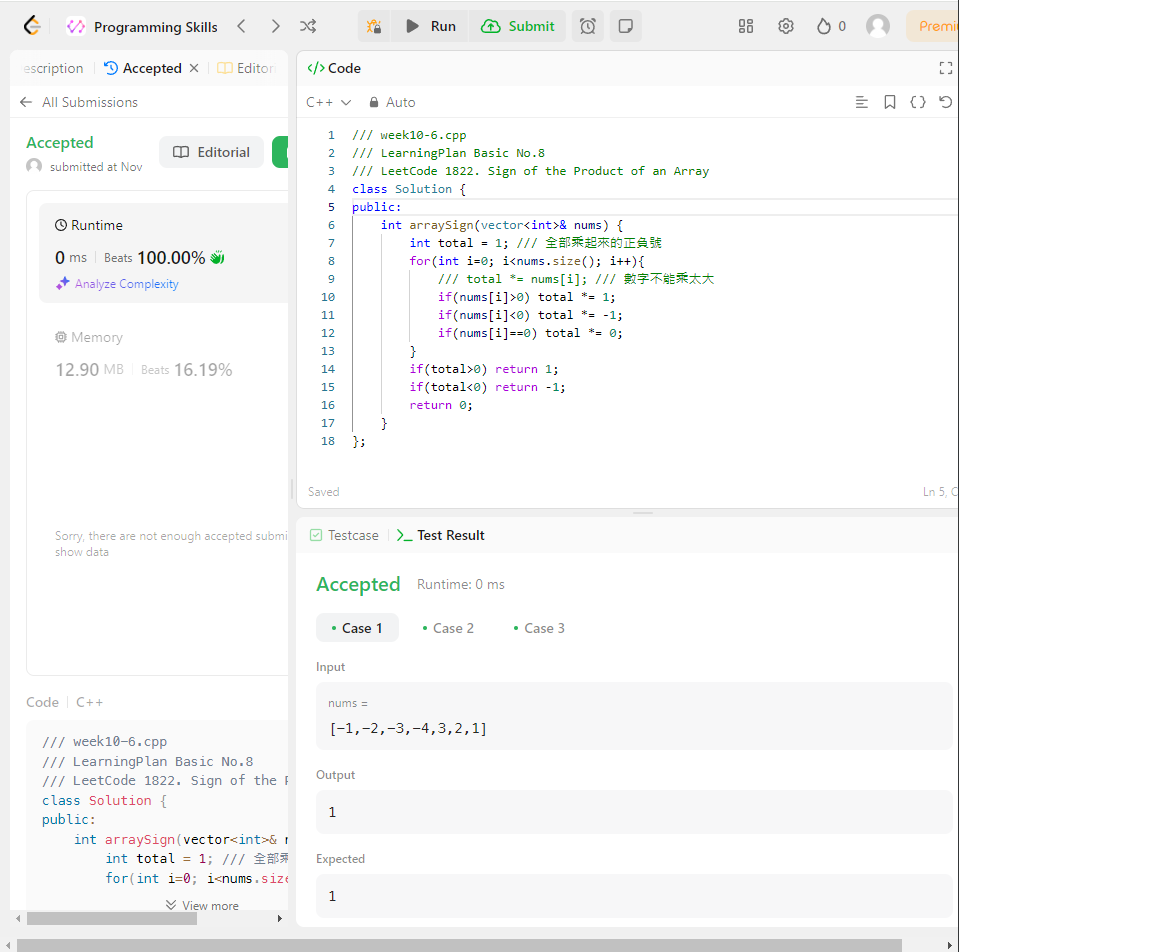 Programming Skills
Run
Submit
0
Premi
escription
Accepted
Editor
All Submissions
Accepted
submitted at Nov
Editorial
Runtime
0 ms
Beats 100.00%
Analyze Complexity
Memory
12.90 MB
Beats 16.19%
Sorry, there are not enough accepted submi
show data
Code
C++
/// week10-6.cpp
/// LearningPlan Basic No.8
/// LeetCode 1822. Sign of the P
class Solution {
public:
int arraySign(vector<int>& n
int total = 1; /// 全部乘
for(int i=0; i<nums.size
View more
</> Code
C++
Auto
1 /// week10-6.cpp
2 /// LearningPlan Basic No.8
3 /// LeetCode 1822. Sign of the Product of an Array
4 class Solution {
5 public:
6 int arraySign(vector<int>& nums) {
7 int total = 1; /// 全部乘起來的正負號
8 for(int i=0; i<nums.size(); i++){
9 /// total *= nums[i]; /// 數字不能乘太大
10 if(nums[i]>0) total *= 1;
11 if(nums[i]<0) total *= -1;
12 if(nums[i]==0) total *= 0;
13 }
14 if(total>0) return 1;
15 if(total<0) return -1;
16 return 0;
17 }
18 };
Saved
Ln 5, C
Testcase
Test Result
Accepted
Runtime: 0 ms
Case 1
Case 2
Case 3
Input
nums =
[-1,-2,-3,-4,3,2,1]
Output
1
Expected
1